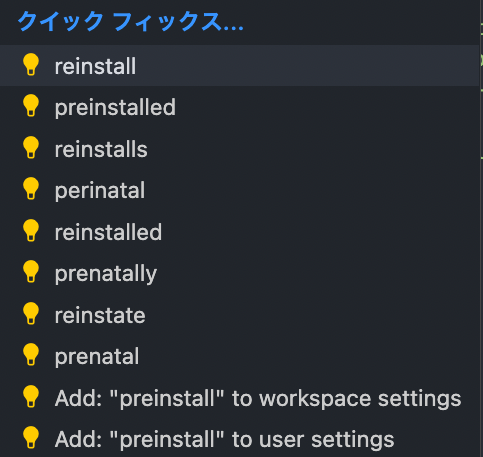 クイック フィックス...
reinstall
preinstalled
reinstalls
perinatal
reinstalled
prenatally
reinstate
prenatal
Add: "preinstall" to workspace settings
Add: "preinstall" to user settings